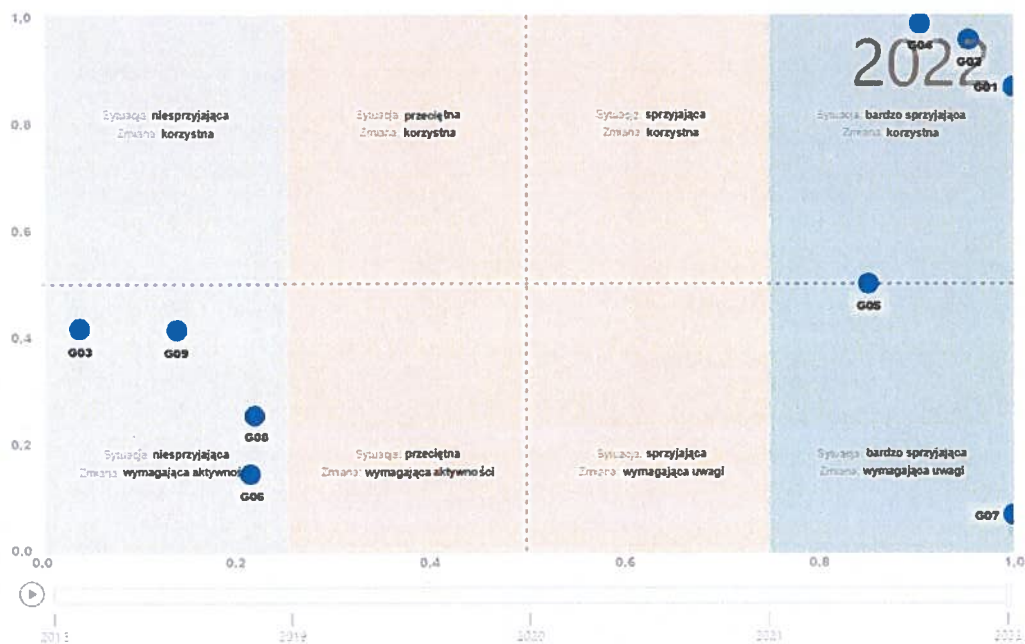 1,0
2022
G04
G02
G01
Sytuacja: niesprzyjająca
Zmiana: korzystna
Sytuacja: przeciętna
Zmiana: korzystna
Sytuacja: sprzyjająca
Zmiana: korzystna
Sytuacja: bardzo sprzyjająca
Zmiana: korzystna
0.8
0.6
G05
0.4
G03
G09
0.2
G08
Sytuacja: niesprzyjająca
Zmiana: wymagająca aktywnoś
G06
Sytuacja: przeciętna
Zmiana: wymagająca aktywności
Sytuacja: sprzyjająca
Zmiana: wymagająca uwagi
Sytuacja: bardzo sprzyjająca
Zmiana: wymagająca uwagi
G07
0.0
0.0
0.2
0.4
0.6
0.8
1,0
2019
2020
2021